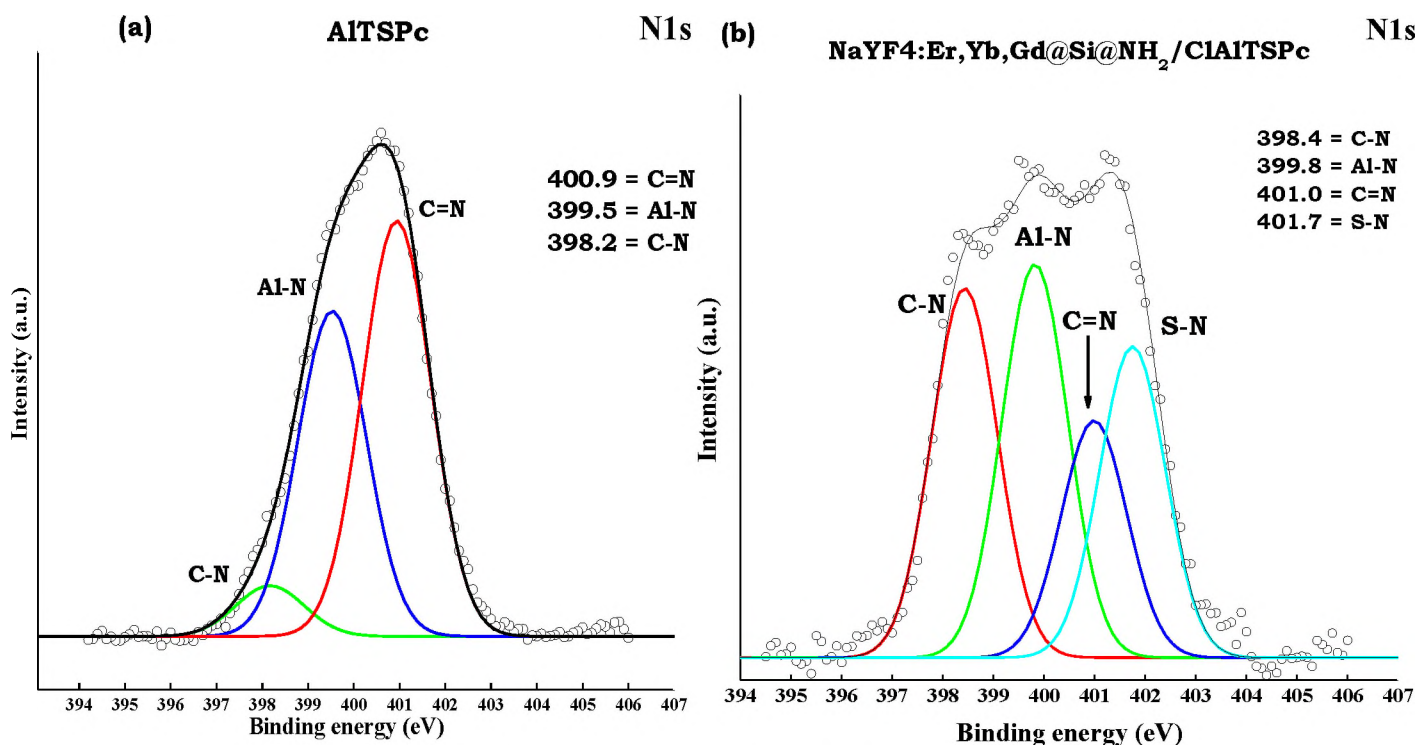 (a)
AlTSPc
N1s
400.9 = C=N
399.5 = Al-N
398.2 = C-N
C=N
Al-N
C-N
Intensity (a.u.)
394 395 396 397 398 399 400 401 402 403 404 405 406 407
Binding energy (eV)
(b)
N1s
NaYF4:Er,Yb,Gd@Si@NH₂/ClAlTSPc
398.4 = C-N
399.8 = Al-N
401.0 = C=N
401.7 = S-N
Al-N
C-N
C=N
S-N
Intensity (a.u.)
394 395 396 397 398 399 400 401 402 403 404 405 406 407
Binding energy (eV)